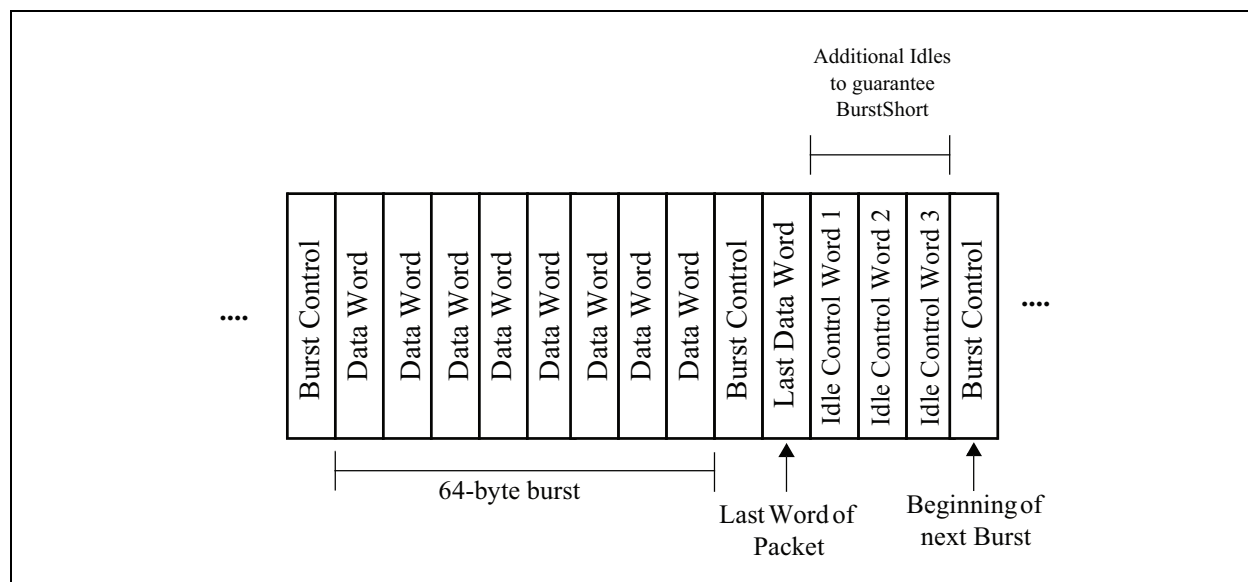 Additional Idles
to guarantee
BurstShort
....
Burst Control
Data Word
Data Word
Data Word
Data Word
Data Word
Data Word
Data Word
Data Word
Burst Control
Last Data Word
Idle Control Word 1
Idle Control Word 2
Idle Control Word 3
Burst Control
....
64-byte burst
Last Word of
Packet
Beginning of
next Burst